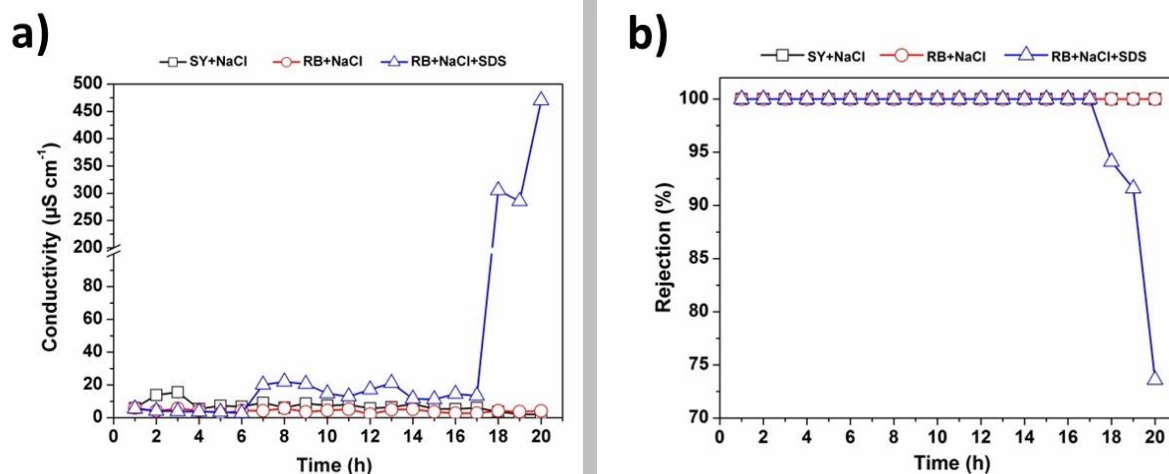 a)
SY+NaCl RB+NaCl RB+NaCl+SDS
500
450
400
350
300
250
200
80
60
40
20
0
Conductivity (µS cm⁻¹)
0 2 4 6 8 10 12 14 16 18 20
Time (h)
b)
SY+NaCl RB+NaCl RB+NaCl+SDS
100
95
90
85
80
75
70
Rejection (%)
0 2 4 6 8 10 12 14 16 18 20
Time (h)